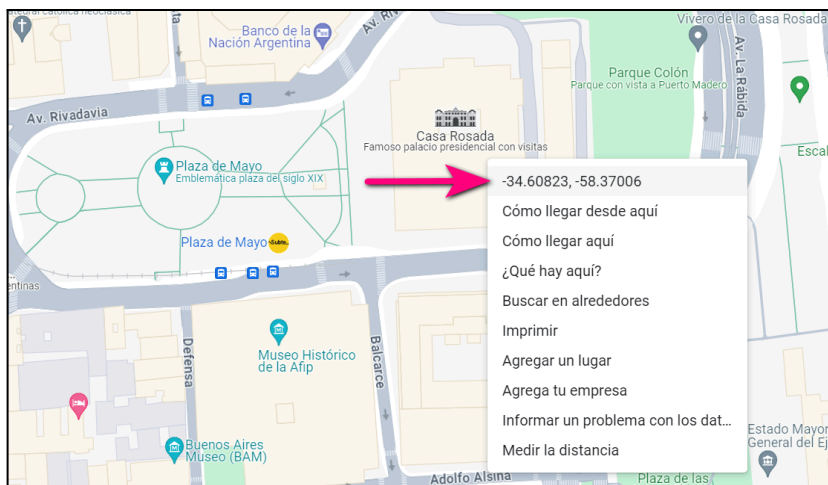 Catedral católica neoclásica
Banco de la
Nación Argentina
Av. Riv
Vivero de la Casa Rosada
Av. La Rábida
Parque Colón
Parque con vista a Puerto Madero
Av. Rivadavia
Casa Rosada
Famoso palacio presidencial con visitas
Escal
Plaza de Mayo
Emblemática plaza del siglo XIX
-34.60823, -58.37006
Cómo llegar desde aquí
Cómo llegar aquí
¿Qué hay aquí?
Buscar en alrededores
Imprimir
Agregar un lugar
Agrega tu empresa
Informar un problema con los dat...
Medir la distancia
Plaza de Mayo
Subte
entinas
Defensa
Balcarce
Museo Histórico
de la Afip
Buenos Aires
Museo (BAM)
Estado Mayor
General del Ej
Adolfo Alsina
Plaza de las